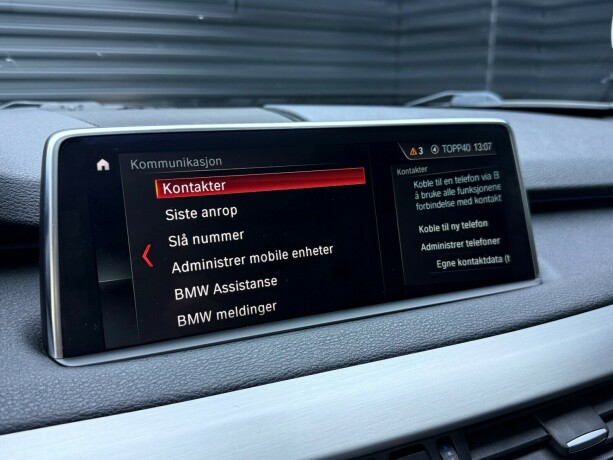 Kommunikasjon
Kontakter
Siste anrop
Slå nummer
Administrer mobile enheter
BMW Assistanse
BMW meldinger
3 TOPP40 13:07
Kontakter
Koble til en telefon via B
å bruke alle funksjonene
forbindelse med kontakt
Koble til ny telefon
Administrer telefoner
Egne kontaktdata (t